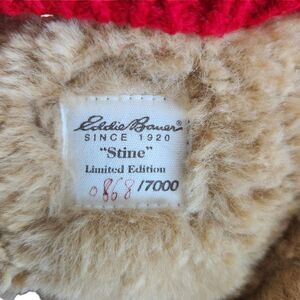 Eddie Bauer®
SINCE 1920
"Stine"
Limited Edition
0868/7000